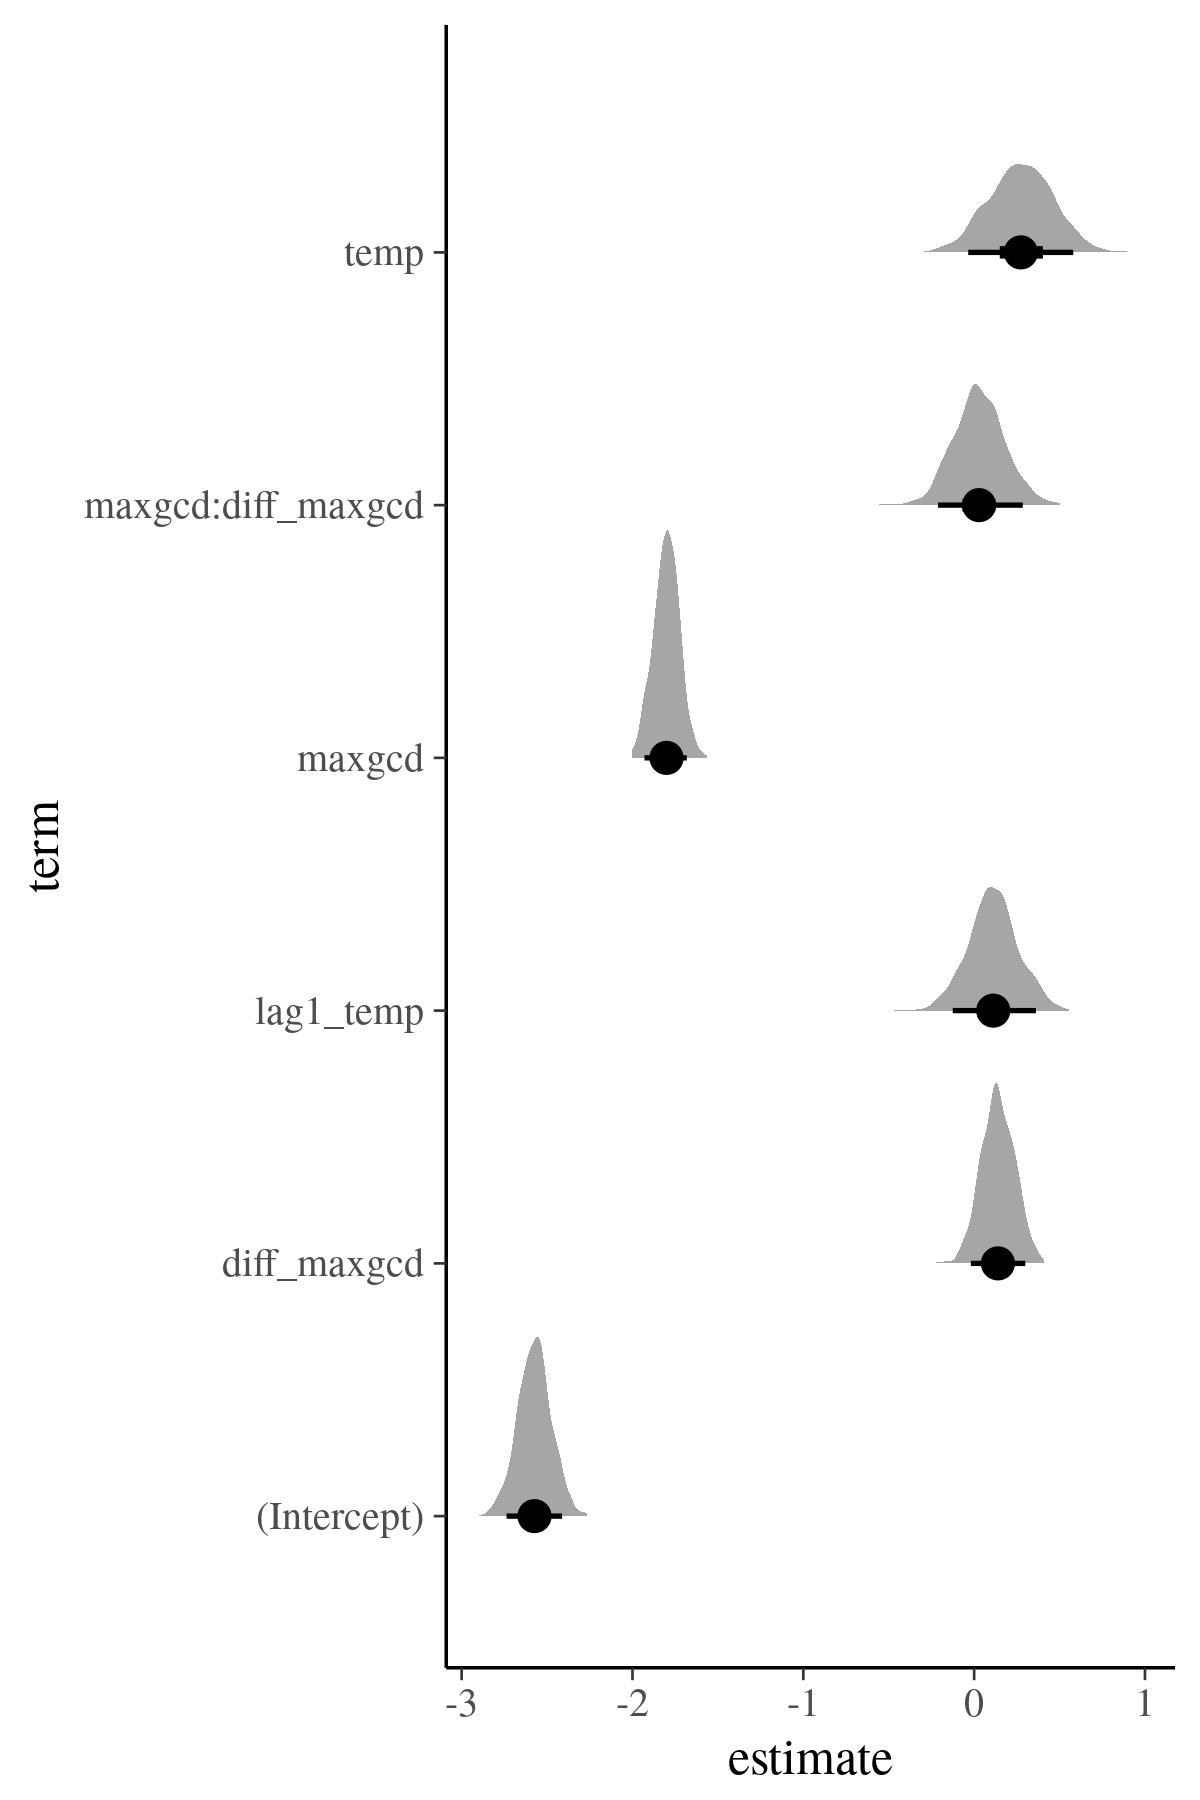 term
temp
maxgcd:diff_maxgcd
maxgcd
lag1_temp
diff_maxgcd
(Intercept)
-3 -2 -1 0 1
estimate